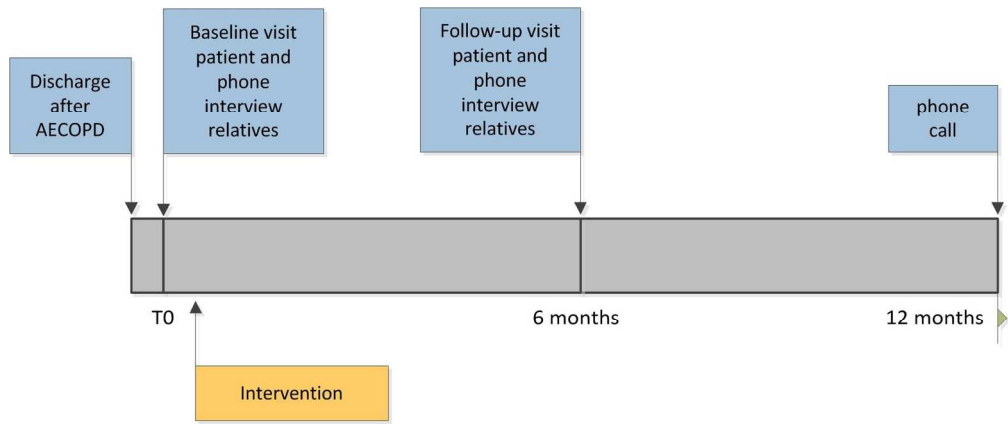 Discharge
after
AECOPD
Baseline visit
patient and
phone
interview
relatives
Follow-up visit
patient and
phone
interview
relatives
phone
call
T0
6 months
12 months
Intervention